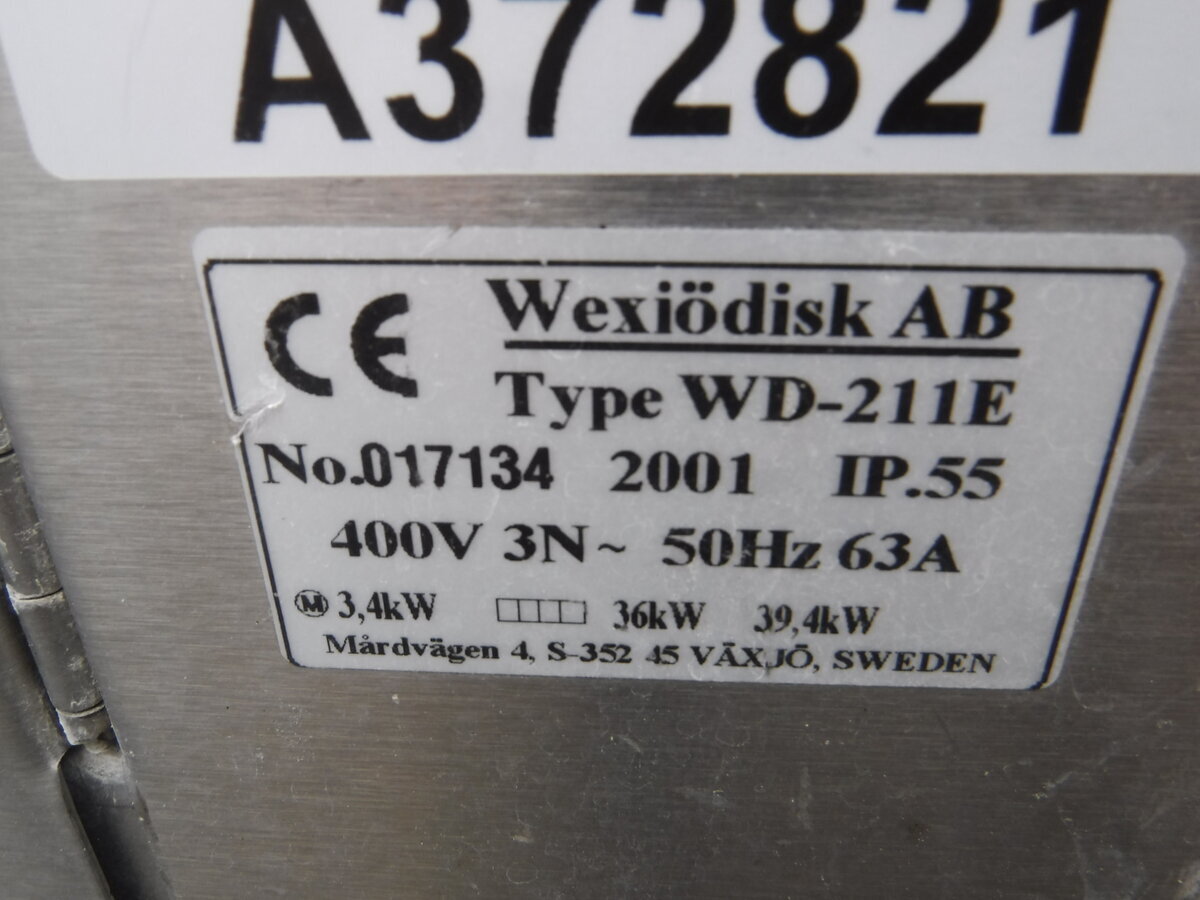 A372821
CE
Wexiödisk AB
Type WD-211E
No.017134 2001 IP.55
400V 3N~ 50Hz 63A
M 3,4kW 36kW 39,4kW
Mårdvägen 4, S-352 45 VÄXJÖ, SWEDEN